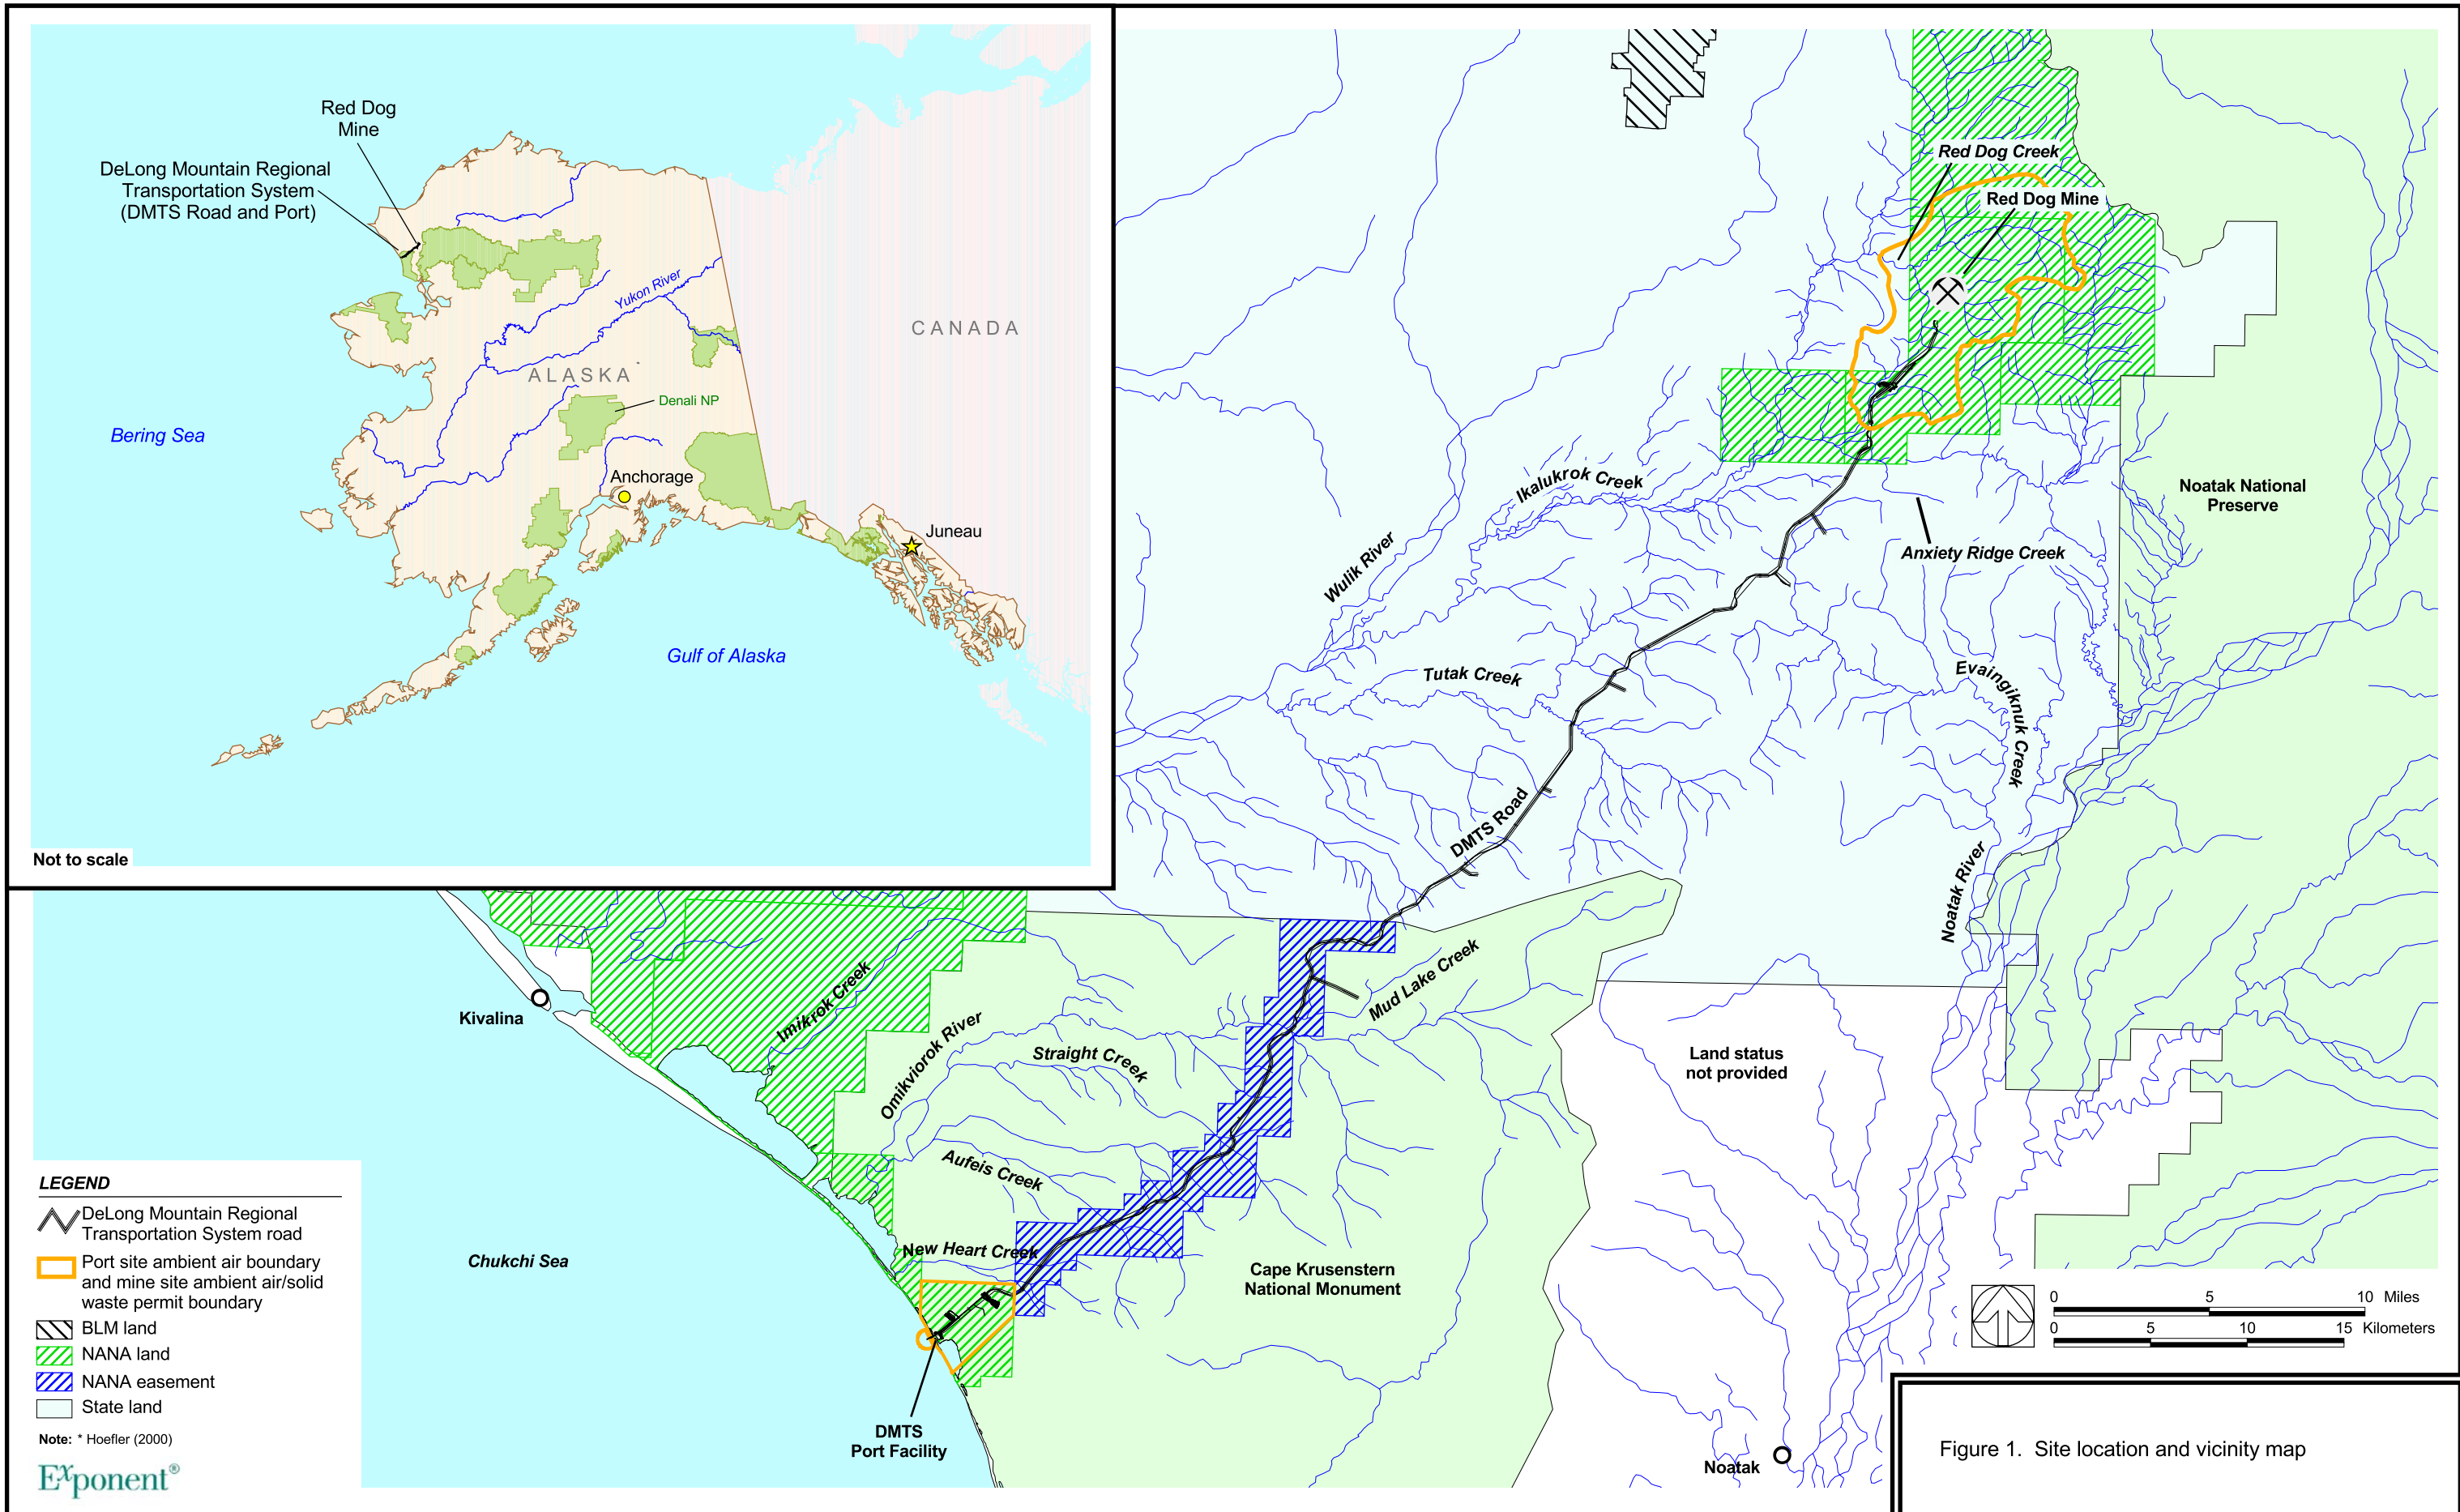 Red Dog
Mine
DeLong Mountain Regional
Transportation System
(DMTS Road and Port)
Yukon River
CANADA
ALASKA
Denali NP
Bering Sea
Anchorage
Juneau
Gulf of Alaska
Not to scale
Red Dog Creek
Red Dog Mine
Ikalukrok Creek
Noatak National
Preserve
Wulik River
Anxiety Ridge Creek
Tutak Creek
Evaingiknuk Creek
DMTS Road
Noatak River
Mud Lake Creek
Imikrok Creek
Kivalina
Omikviorok River
Straight Creek
Land status
not provided
Aufeis Creek
New Heart Creek
Chukchi Sea
Cape Krusenstern
National Monument
DMTS
Port Facility
Noatak
LEGEND
DeLong Mountain Regional
Transportation System road
Port site ambient air boundary
and mine site ambient air/solid
waste permit boundary
BLM land
NANA land
NANA easement
State land
Note: * Hoefler (2000)
Exponent®
0 5 10 Miles
0 5 10 15 Kilometers
Figure 1. Site location and vicinity map